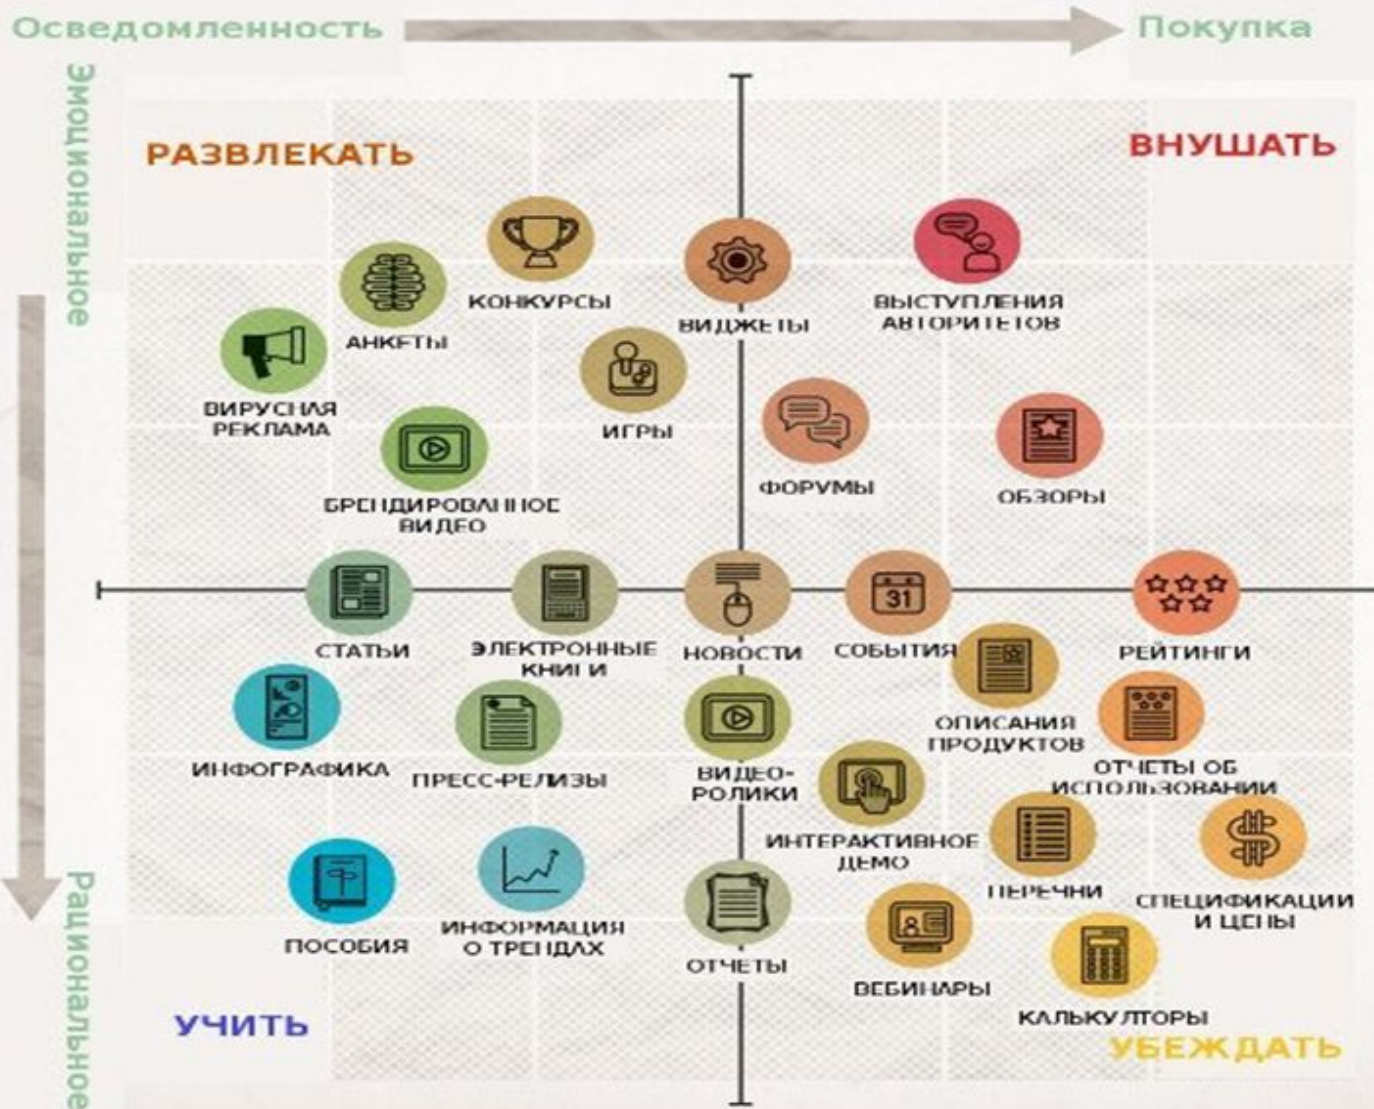 Осведомленность
Покупка
Эмоциональное
РАЗВЛЕКАТЬ
ВНУШАТЬ
КОНКУРСЫ
ВЫСТУПЛЕНИЯ
АВТОРИТЕТОВ
ВИДЖЕТЫ
АНКЕТЫ
ВИРУСНАЯ
РЕКЛАМА
ИГРЫ
ФОРУМЫ
ОБЗОРЫ
БРЕНДИРОВАННОЕ
ВИДЕО
31
СТАТЬИ
ЭЛЕКТРОННЫЕ
КНИГИ
НОВОСТИ
СОБЫТИЯ
РЕЙТИНГИ
ОПИСАНИЯ
ПРОДУКТОВ
ИНФОГРАФИКА
ПРЕСС-РЕЛИЗЫ
ВИДЕО-
РОЛИКИ
ОТЧЕТЫ ОБ
ИСПОЛЬЗОВАНИИ
ИНТЕРАКТИВНОЕ
ДЕМО
ПЕРЕЧНИ
СПЕЦИФИКАЦИИ
И ЦЕНЫ
Рациональное
ПОСОБИЯ
ИНФОРМАЦИЯ
О ТРЕНДАХ
ОТЧЕТЫ
ВЕБИНАРЫ
КАЛЬКУЛТОРЫ
УЧИТЬ
УБЕЖДАТЬ